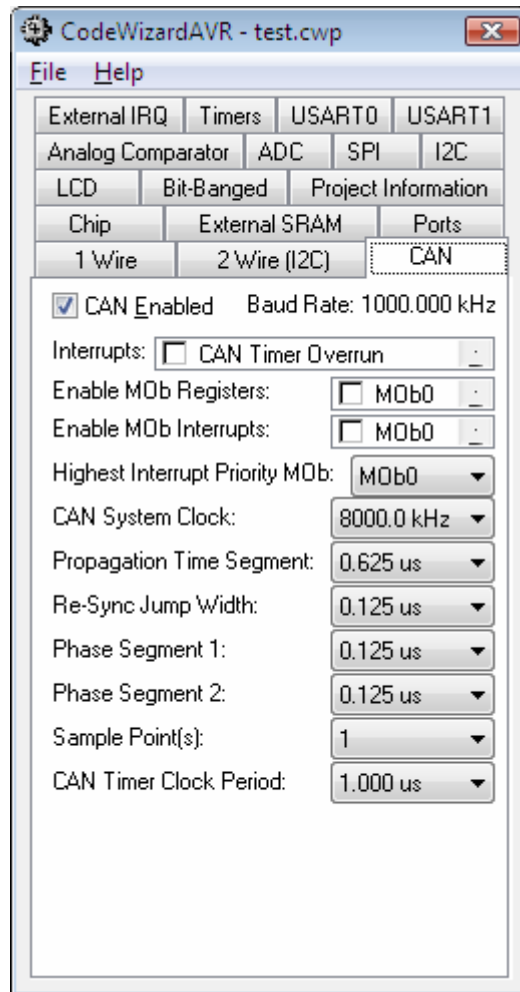 CodeWizardAVR - test.cwp
File Help
External IRQ Timers USART0 USART1
Analog Comparator ADC SPI I2C
LCD Bit-Banged Project Information
Chip External SRAM Ports
1 Wire 2 Wire (I2C) CAN
CAN Enabled Baud Rate: 1000.000 kHz
Interrupts: CAN Timer Overrun
Enable MOb Registers: MOb0
Enable MOb Interrupts: MOb0
Highest Interrupt Priority MOb: MOb0
CAN System Clock: 8000.0 kHz
Propagation Time Segment: 0.625 us
Re-Sync Jump Width: 0.125 us
Phase Segment 1: 0.125 us
Phase Segment 2: 0.125 us
Sample Point(s): 1
CAN Timer Clock Period: 1.000 us